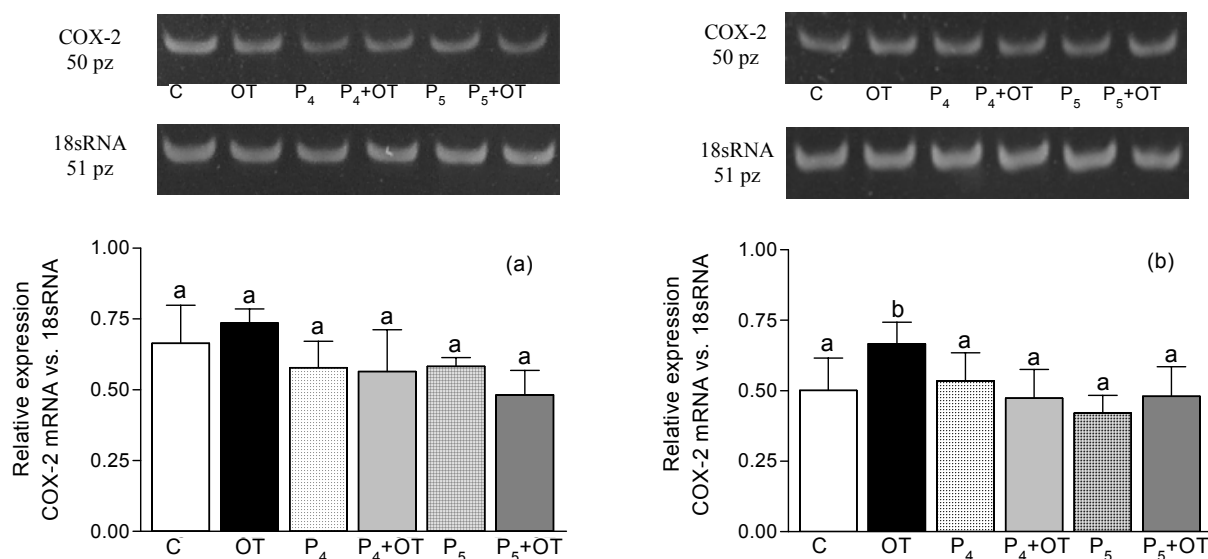 COX-2
50 pz
C OT P₄ P₄+OT P₅ P₅+OT
18sRNA
51 pz
(a)
Relative expression
COX-2 mRNA vs. 18sRNA
1.00
0.75
0.50
0.25
0.00
a a a a a a
C OT P₄ P₄+OT P₅ P₅+OT
COX-2
50 pz
C OT P₄ P₄+OT P₅ P₅+OT
18sRNA
51 pz
(b)
Relative expression
COX-2 mRNA vs. 18sRNA
1.00
0.75
0.50
0.25
0.00
a b a a a a
C OT P₄ P₄+OT P₅ P₅+OT